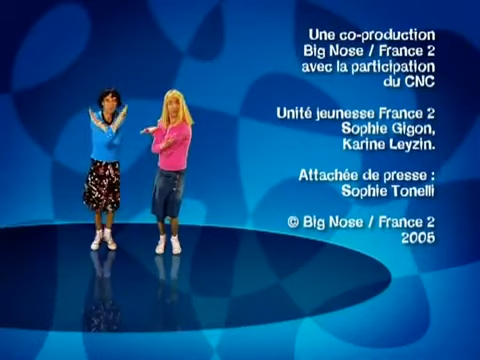 Une co-production
Big Nose / France 2
avec la participation
du CNC
Unité jeunesse France 2
Sophie Gigon,
Karine Leyzin.
Attachée de presse :
Sophie Tonelli
© Big Nose / France 2
2005